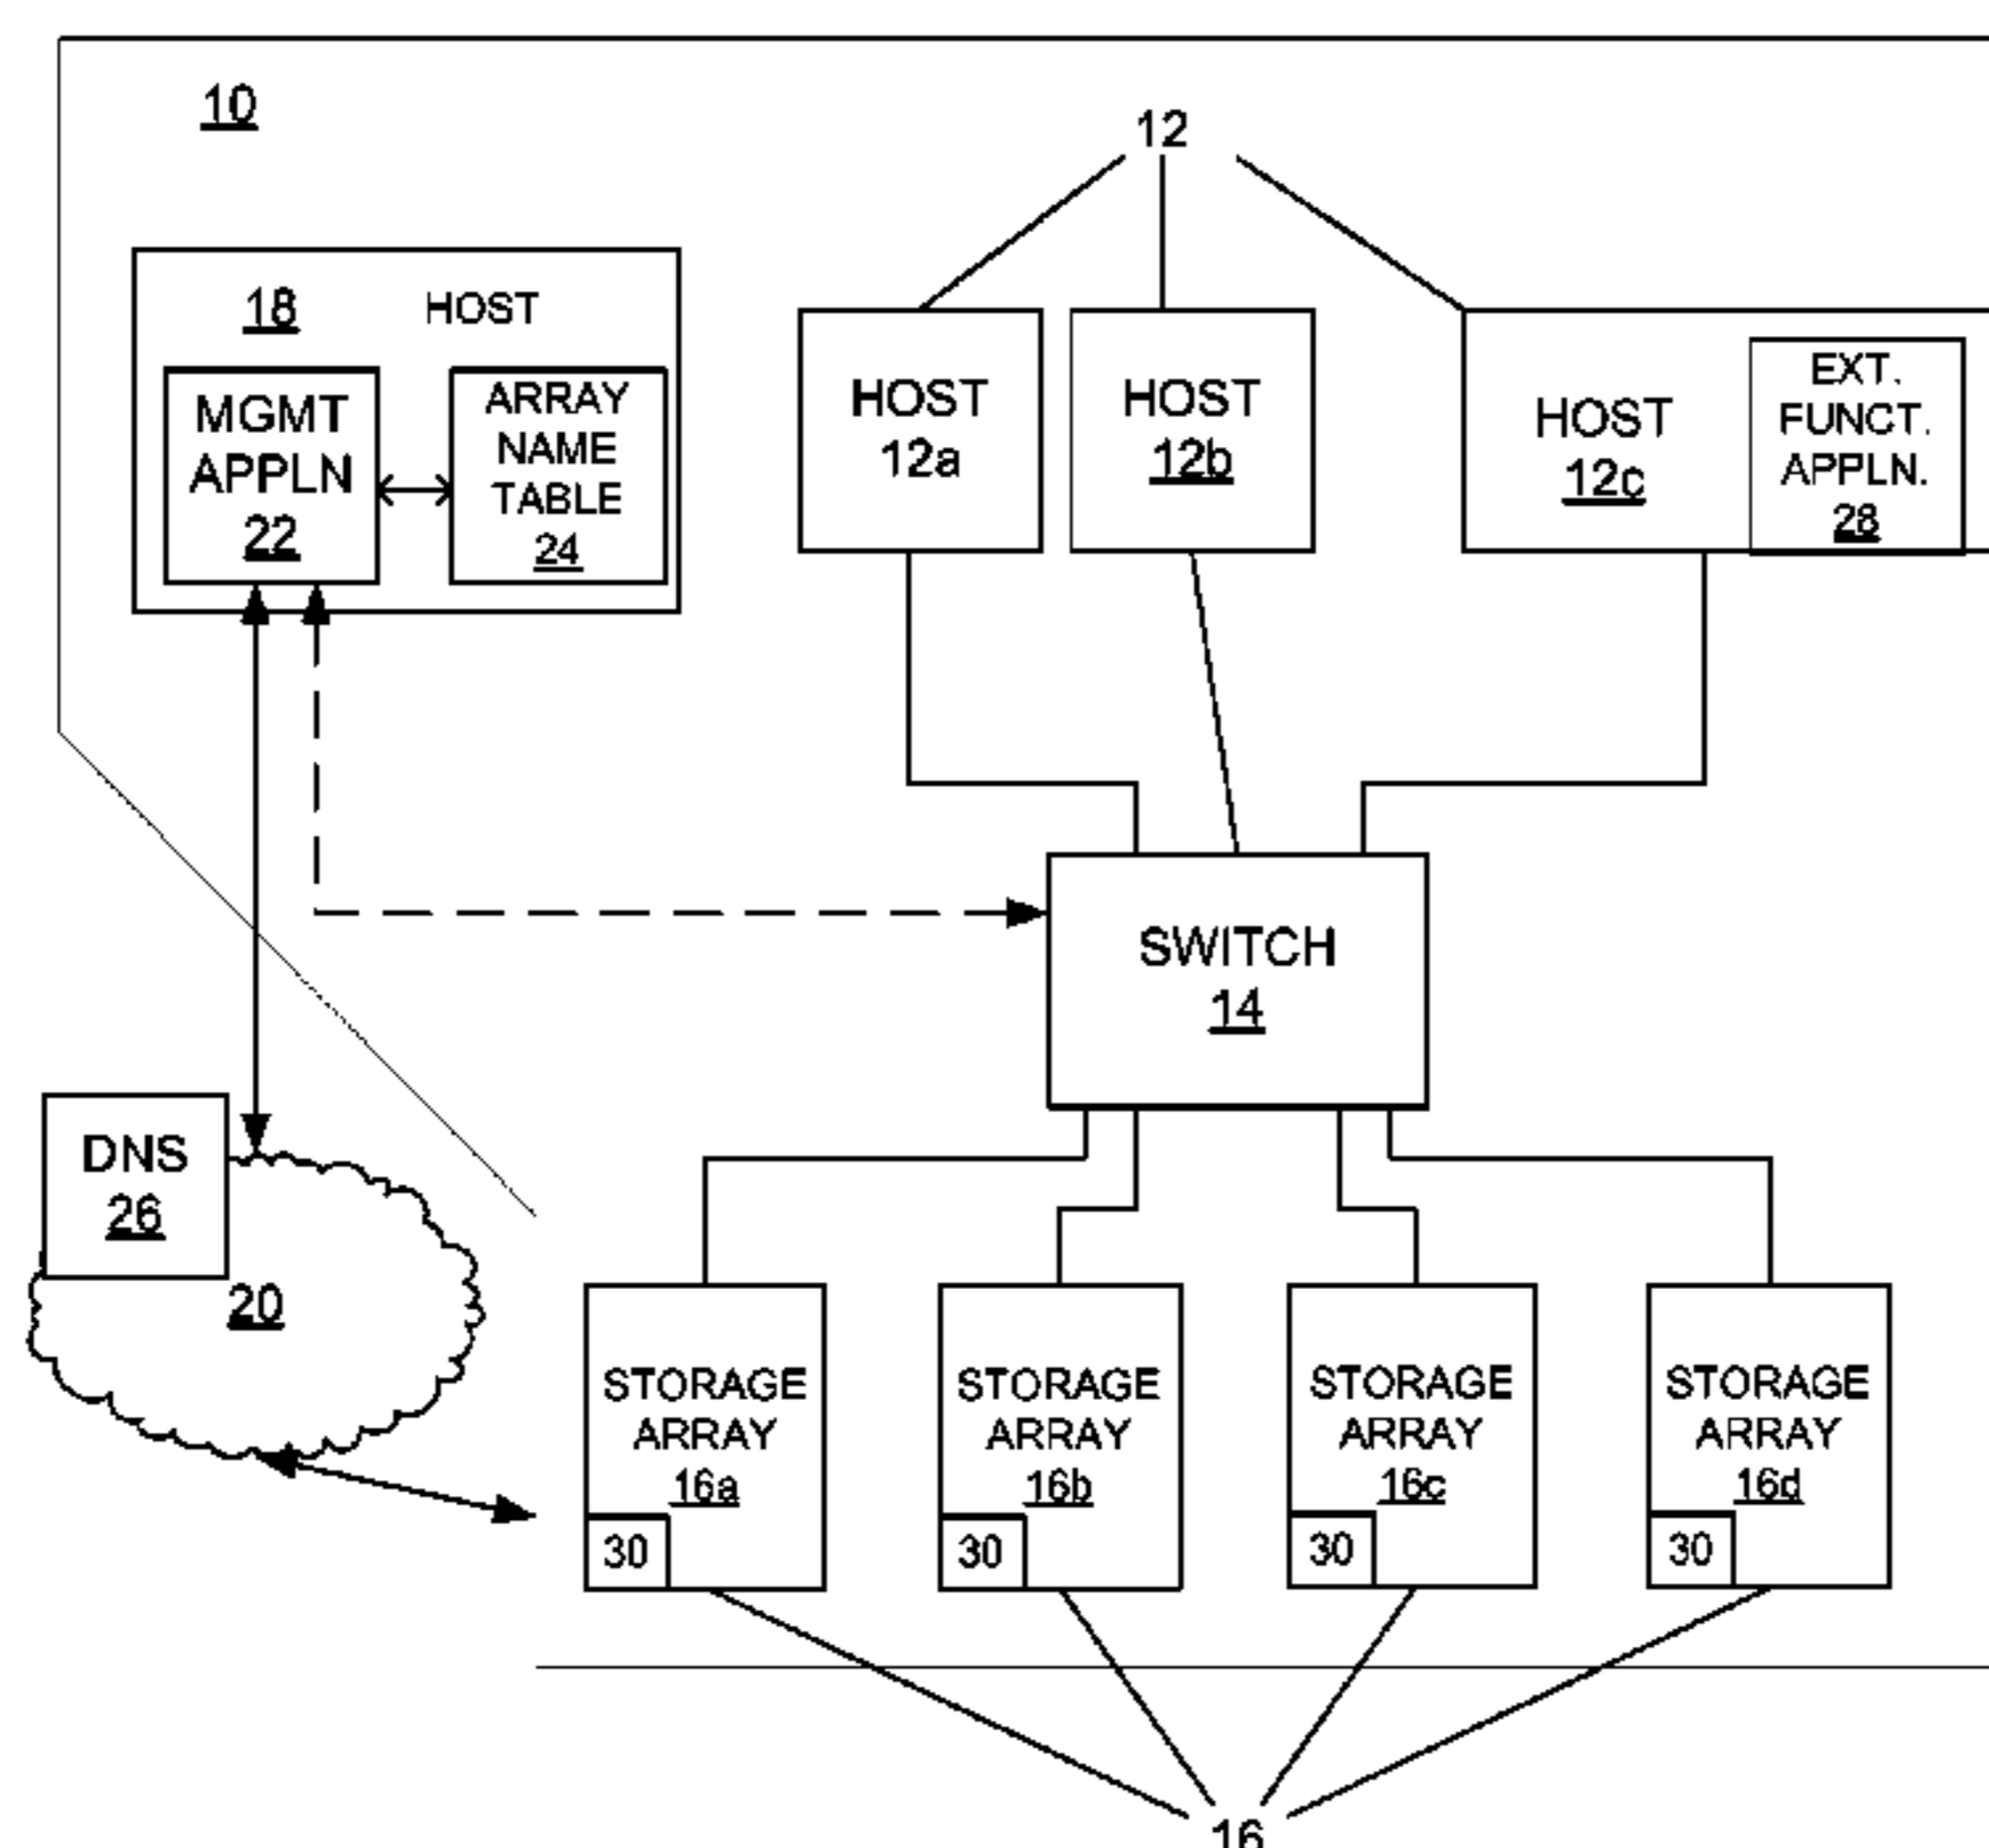 10
12
18 HOST
MGMT
APPLN
22
ARRAY
NAME
TABLE
24
HOST
12a
HOST
12b
HOST
12c
EXT.
FUNCT.
APPLN.
28
SWITCH
14
DNS
26
20
STORAGE
ARRAY
16a
30
STORAGE
ARRAY
16b
30
STORAGE
ARRAY
16c
30
STORAGE
ARRAY
16d
30
16